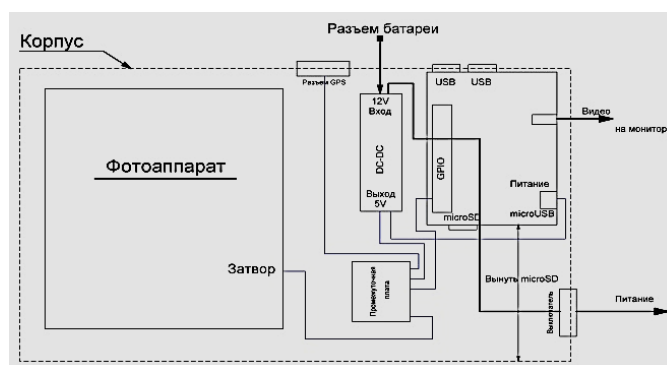 Разъем батареи
Корпус
Разъем GPS
USB
USB
12V
Вход
DC-DC
Выход
5V
GPIO
Видео
на монитор
Фотоаппарат
Питание
microUSB
microSD
Затвор
Промежуточная
плата
Вынуть microSD
Выключатель
Питание